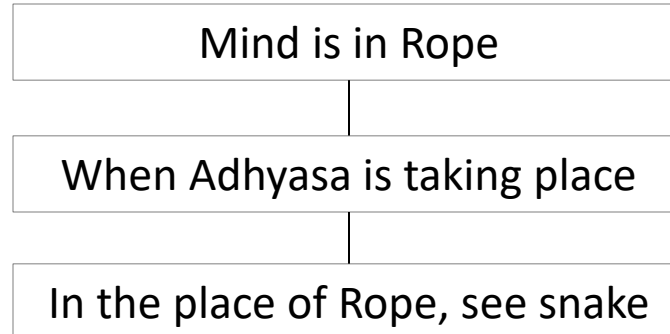 Mind is in Rope
When Adhyasa is taking place
In the place of Rope, see snake